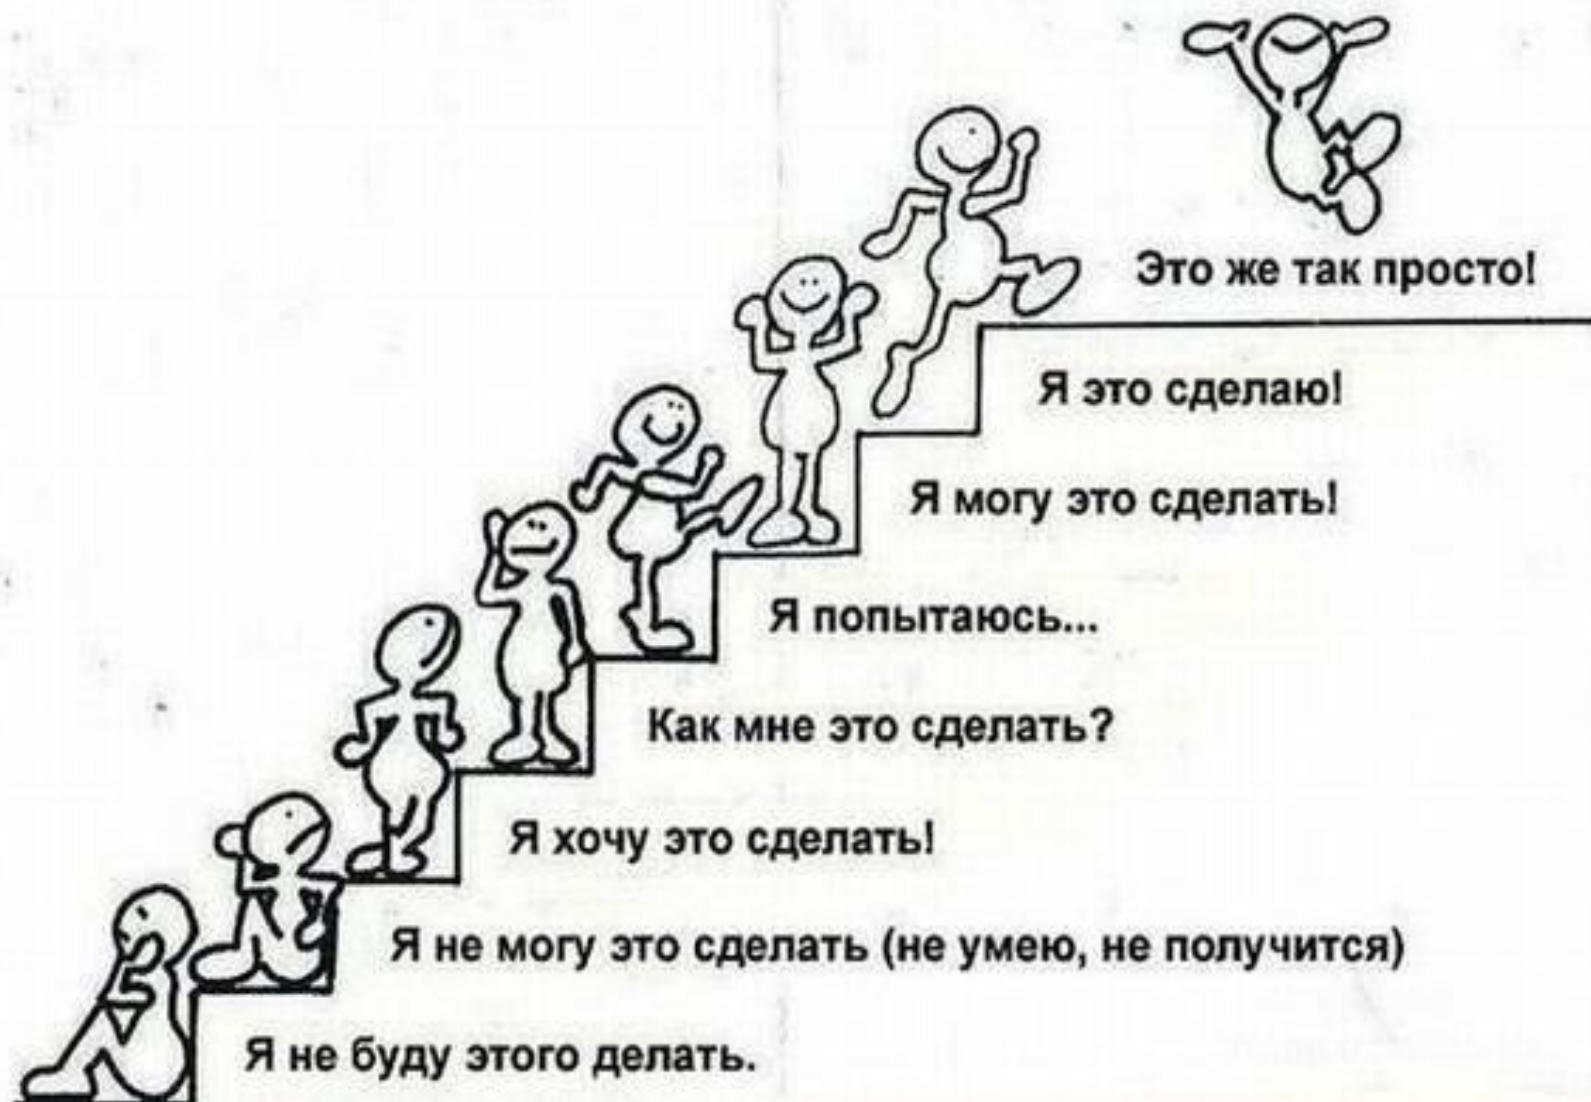 Это же так просто!
Я это сделаю!
Я могу это сделать!
Я попытаюсь...
Как мне это сделать?
Я хочу это сделать!
Я не могу это сделать (не умею, не получится)
Я не буду этого делать.